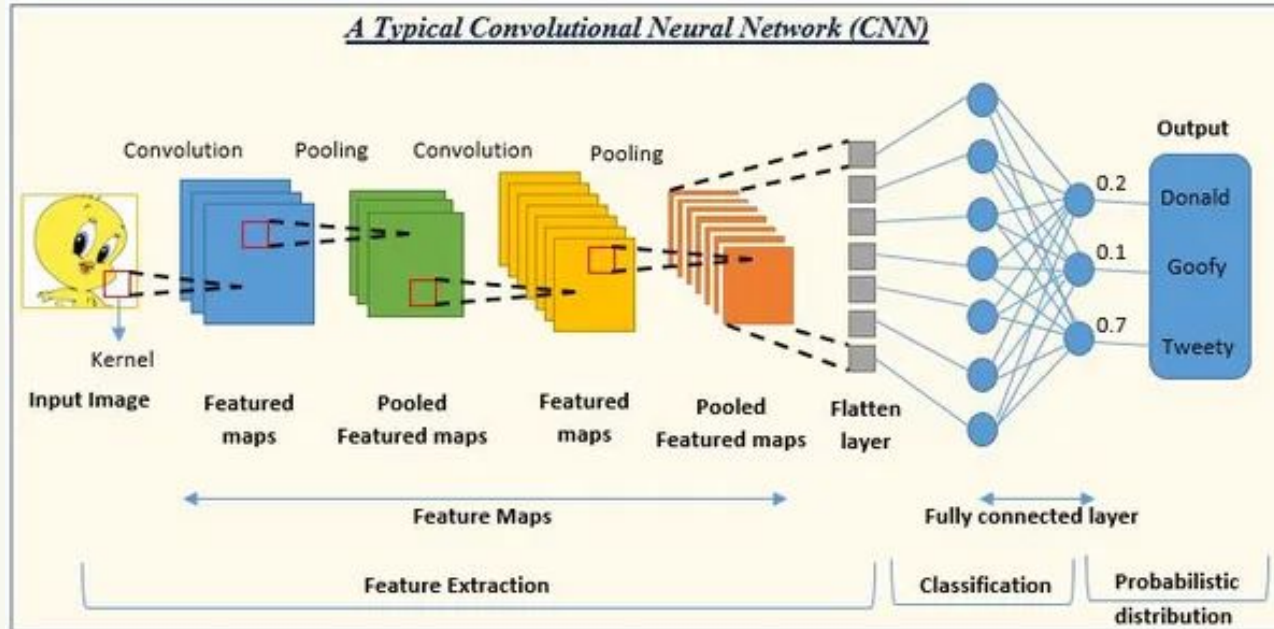 A Typical Convolutional Neural Network (CNN)
Convolution
Pooling
Convolution
Pooling
Output
0.2
Donald
0.1
Goofy
0.7
Tweety
Kernel
Input Image
Featured
maps
Pooled
Featured maps
Featured
maps
Pooled
Featured maps
Flatten
layer
Feature Maps
Fully connected layer
Feature Extraction
Classification
Probabilistic
distribution